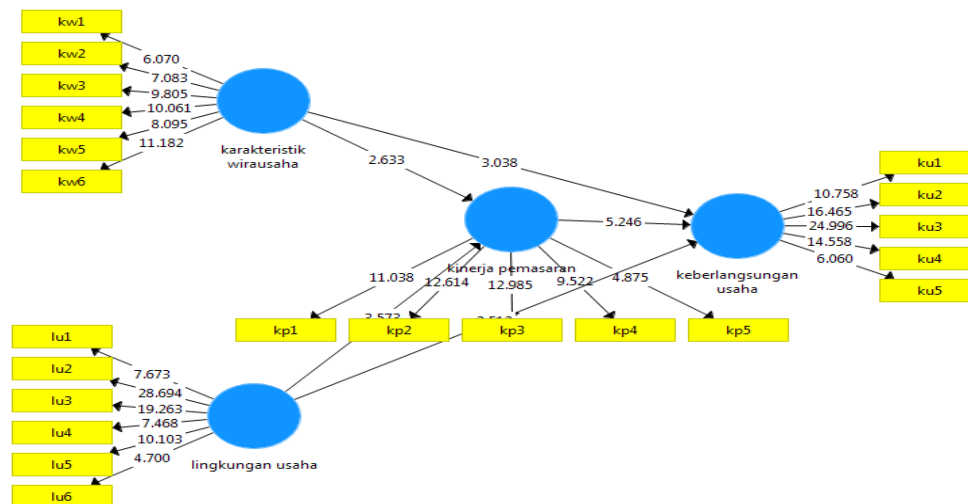 kw1
kw2
kw3
kw4
kw5
kw6
6.070
7.083
9.805
10.061
8.095
11.182
karakteristik
wirausaha
2.633
3.038
kinerja pemasaran
5.246
keberlangsungan
usaha
10.758
16.465
24.996
14.558
6.060
ku1
ku2
ku3
ku4
ku5
11.038
12.614
12.985
9.522
4.875
kp1
kp2
kp3
kp4
kp5
3.573
lu1
lu2
lu3
lu4
lu5
lu6
7.673
28.694
19.263
7.468
10.103
4.700
lingkungan usaha